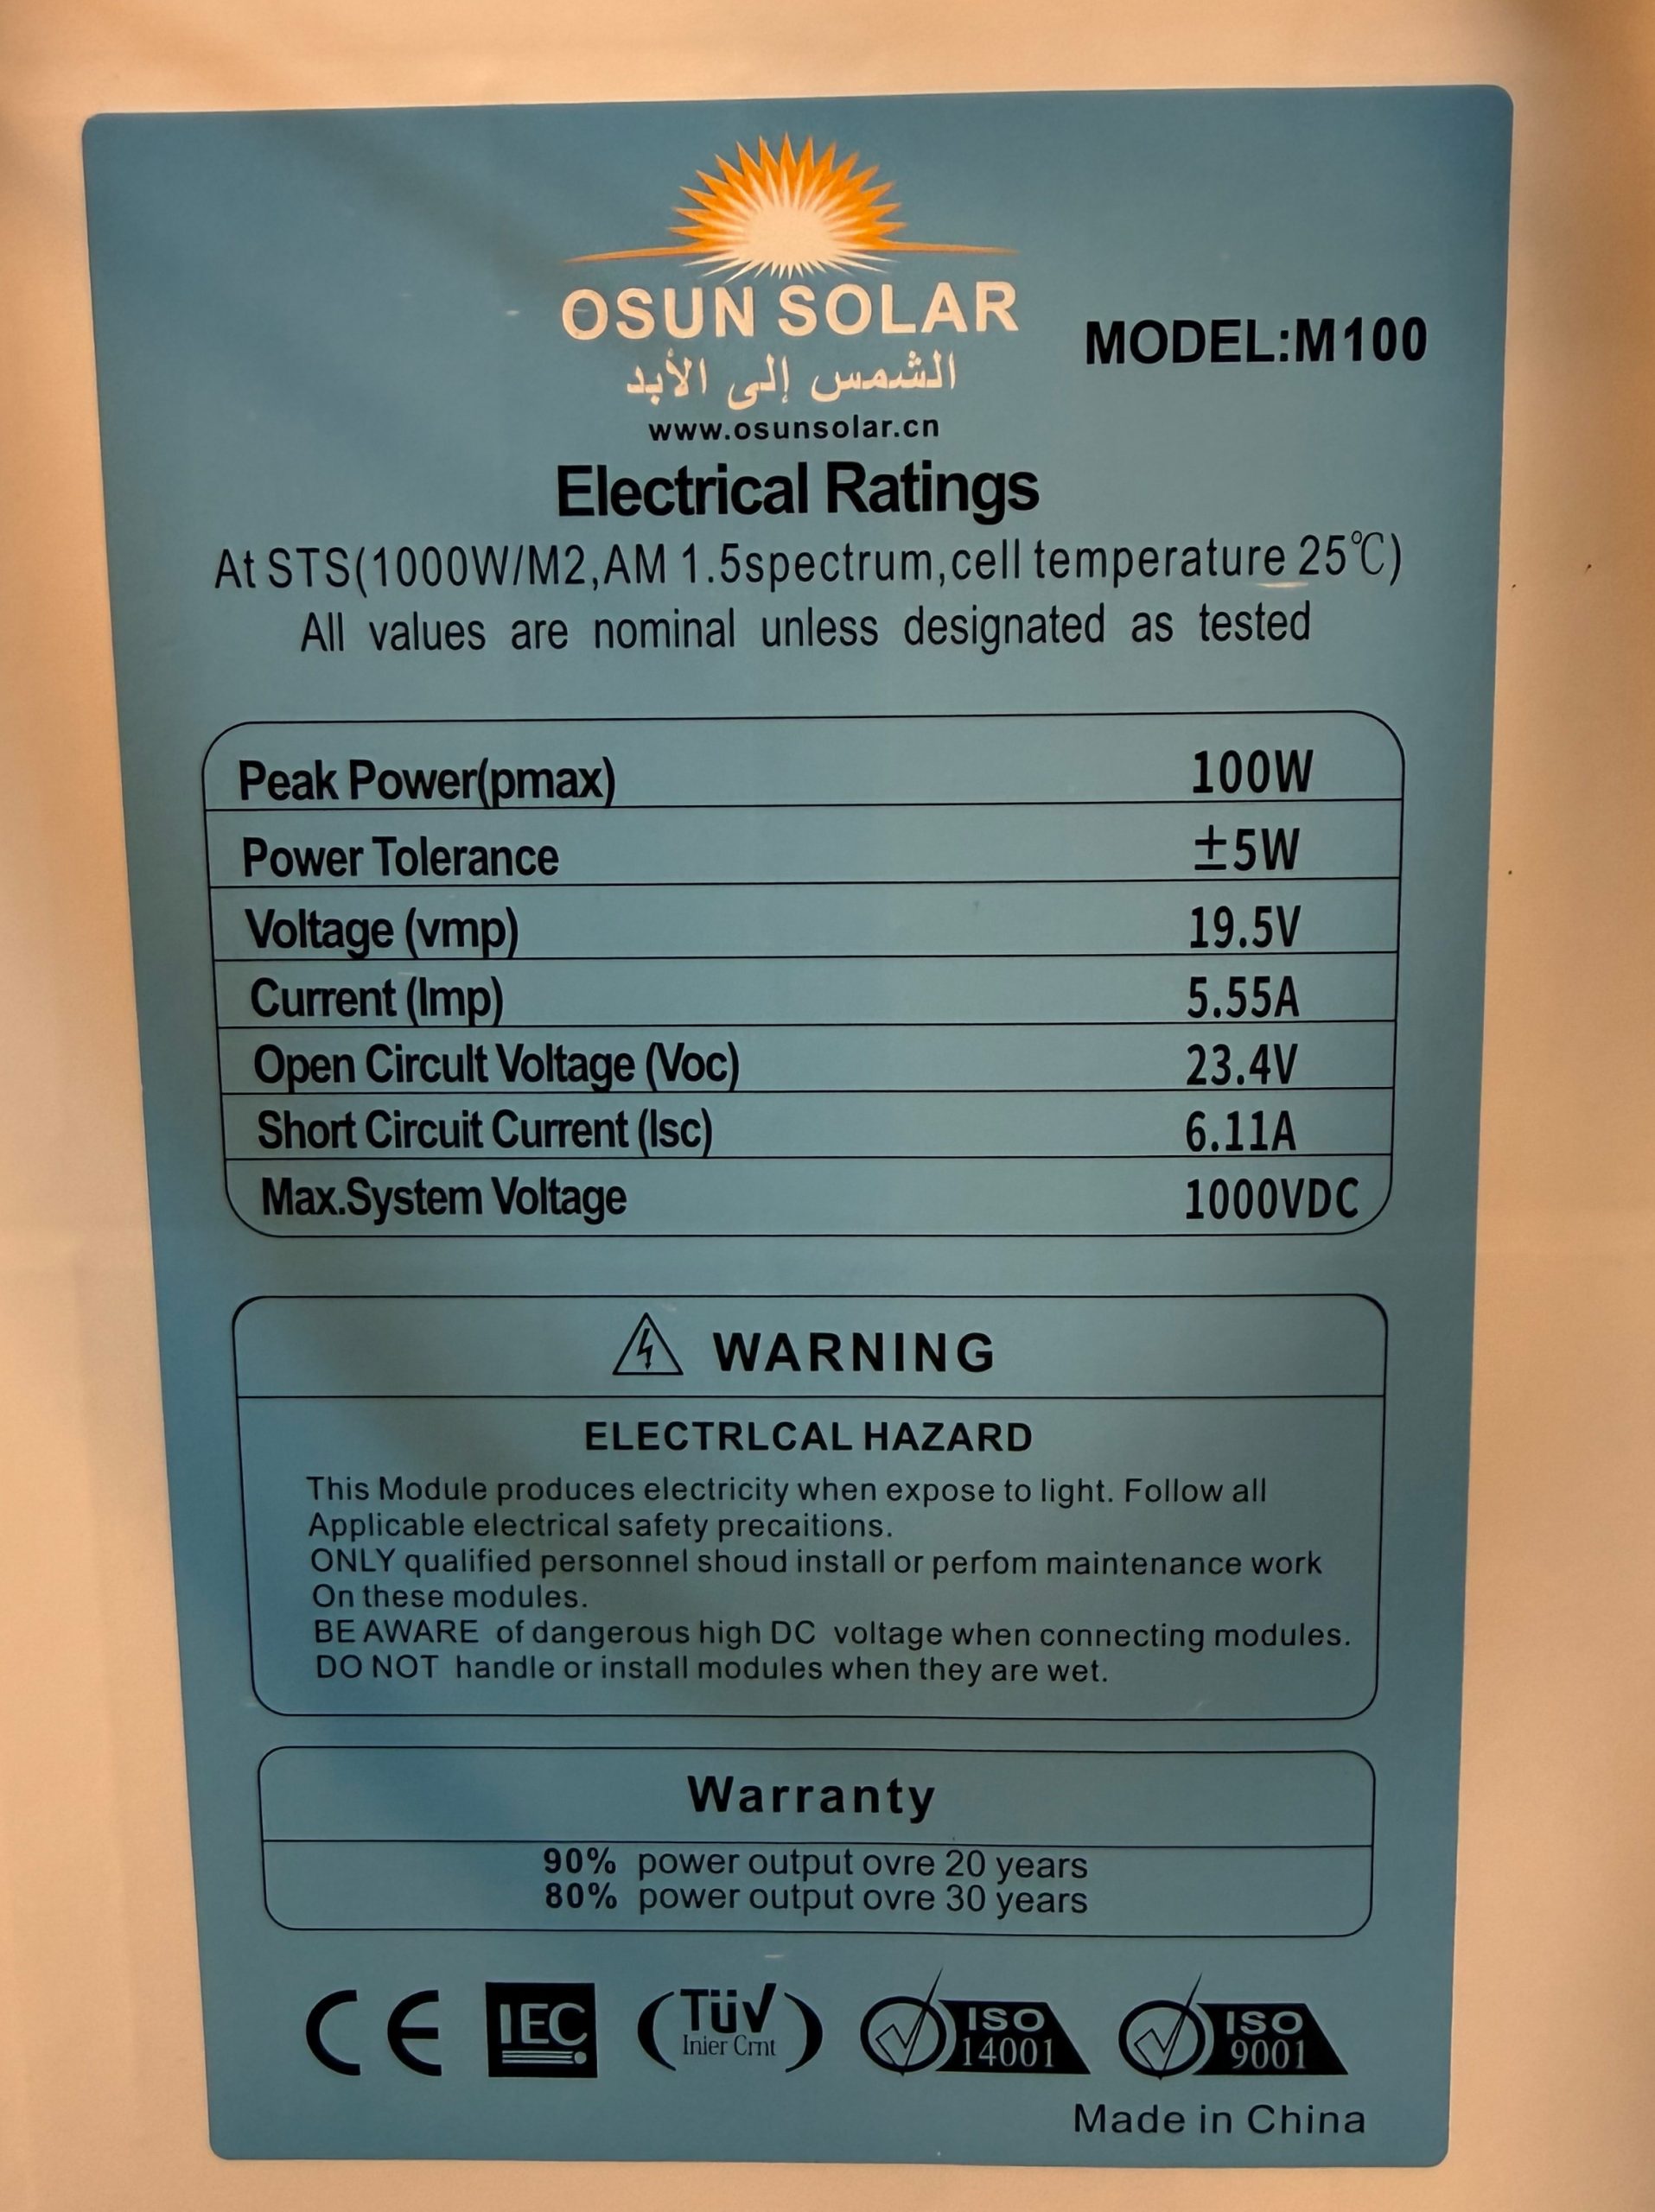 OSUN SOLAR
الشمس إلى الأبد
MODEL:M100
www.osunsolar.cn
Electrical Ratings
At STS(1000W/M2,AM 1.5spectrum,cell temperature 25℃)
All values are nominal unless designated as tested
Peak Power(pmax) 100W
Power Tolerance ±5W
Voltage (vmp) 19.5V
Current (Imp) 5.55A
Open Circult Voltage (Voc) 23.4V
Short Circuit Current (Isc) 6.11A
Max.System Voltage 1000VDC
WARNING
ELECTRLCAL HAZARD
This Module produces electricity when expose to light. Follow all
Applicable electrical safety precaitions.
ONLY qualified personnel shoud install or perfom maintenance work
On these modules.
BE AWARE of dangerous high DC voltage when connecting modules.
DO NOT handle or install modules when they are wet.
Warranty
90% power output ovre 20 years
80% power output ovre 30 years
CE
IEC
TüV
Inier Crnt
ISO
14001
ISO
9001
Made in China